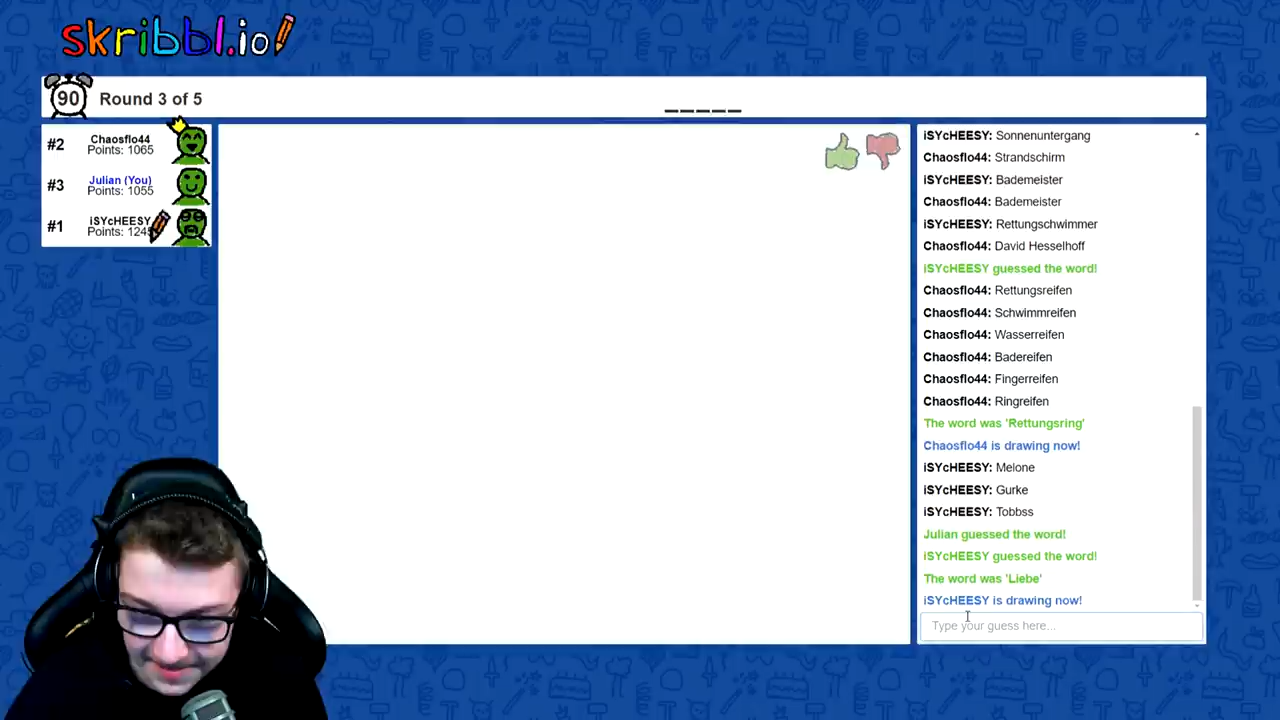 skribbl.io
90
Round 3 of 5
_____
#2
Chaosflo44
Points: 1065
#3
Julian (You)
Points: 1055
#1
iSYcHEESY
Points: 1245
iSYcHEESY: Sonnenuntergang
Chaosflo44: Strandschirm
iSYcHEESY: Bademeister
Chaosflo44: Bademeister
iSYcHEESY: Rettungschwimmer
Chaosflo44: David Hesselhoff
iSYcHEESY guessed the word!
Chaosflo44: Rettungsreifen
Chaosflo44: Schwimmreifen
Chaosflo44: Wasserreifen
Chaosflo44: Badereifen
Chaosflo44: Fingerreifen
Chaosflo44: Ringreifen
The word was 'Rettungsring'
Chaosflo44 is drawing now!
iSYcHEESY: Melone
iSYcHEESY: Gurke
iSYcHEESY: Tobbss
Julian guessed the word!
iSYcHEESY guessed the word!
The word was 'Liebe'
iSYcHEESY is drawing now!
Type your guess here...